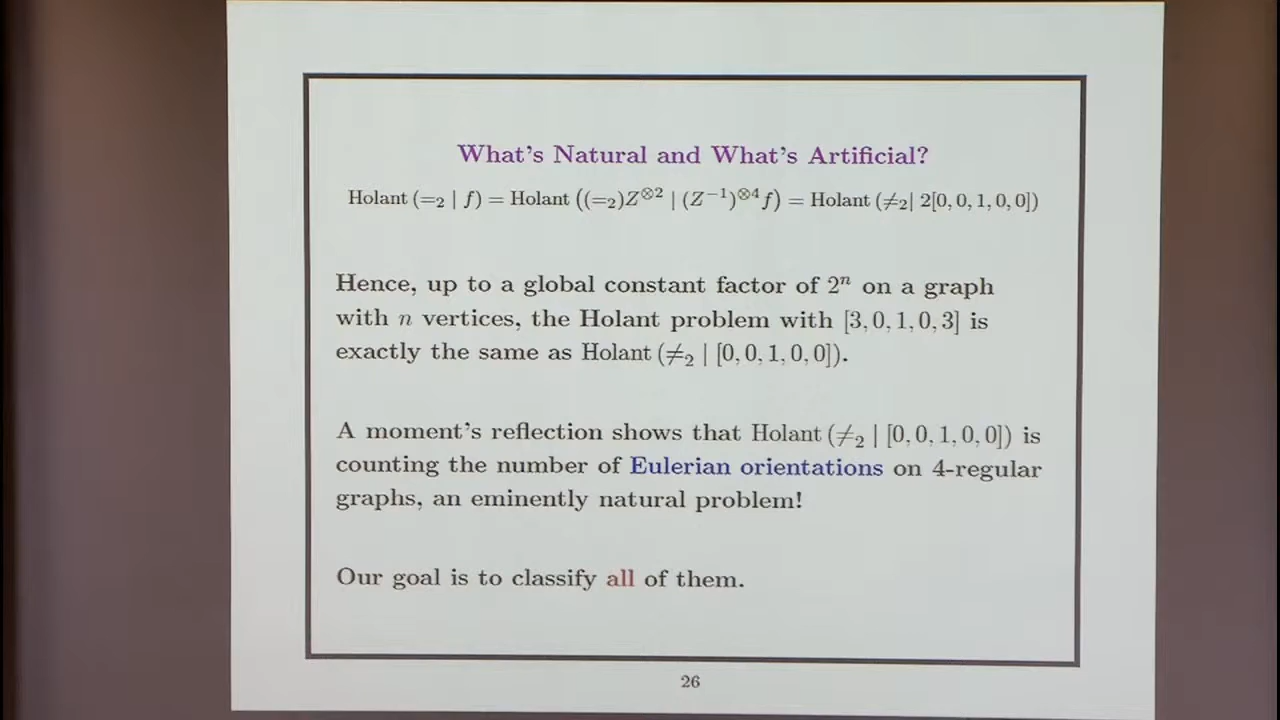 What's Natural and What's Artificial?
Holant (=₂ | f) = Holant ((=₂)Z^{⊗2} | (Z^{−1})^{⊗4} f) = Holant (≠₂| 2[0, 0, 1, 0, 0])
Hence, up to a global constant factor of 2ⁿ on a graph
with n vertices, the Holant problem with [3, 0, 1, 0, 3] is
exactly the same as Holant (≠₂ | [0, 0, 1, 0, 0]).
A moment's reflection shows that Holant (≠₂ | [0, 0, 1, 0, 0]) is
counting the number of Eulerian orientations on 4-regular
graphs, an eminently natural problem!
Our goal is to classify all of them.
26